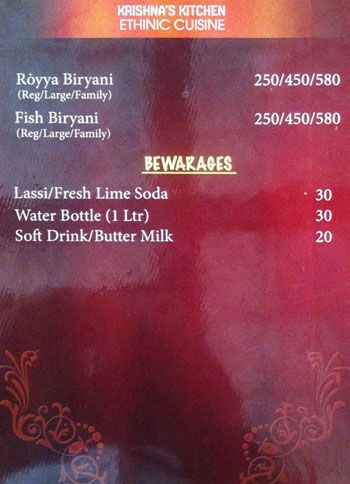 KRISHNA'S KITCHEN
ETHINIC CUISINE
Ròyya Biryani 250/450/580
(Reg/Large/Family)
Fish Biryani 250/450/580
(Reg/Large/Family)
BEWARAGES
Lassi/Fresh Lime Soda 30
Water Bottle (1 Ltr) 30
Soft Drink/Butter Milk 20